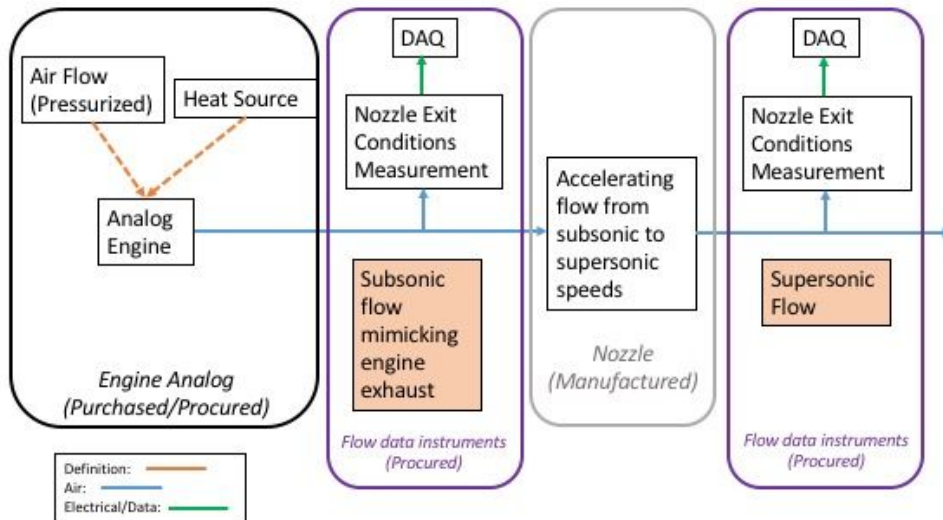 Air Flow
(Pressurized)
Heat Source
Analog
Engine
Engine Analog
(Purchased/Procured)
DAQ
Nozzle Exit
Conditions
Measurement
Subsonic
flow
mimicking
engine
exhaust
Flow data instruments
(Procured)
Accelerating
flow from
subsonic to
supersonic
speeds
Nozzle
(Manufactured)
DAQ
Nozzle Exit
Conditions
Measurement
Supersonic
Flow
Flow data instruments
(Procured)
Definition:
Air:
Electrical/Data: